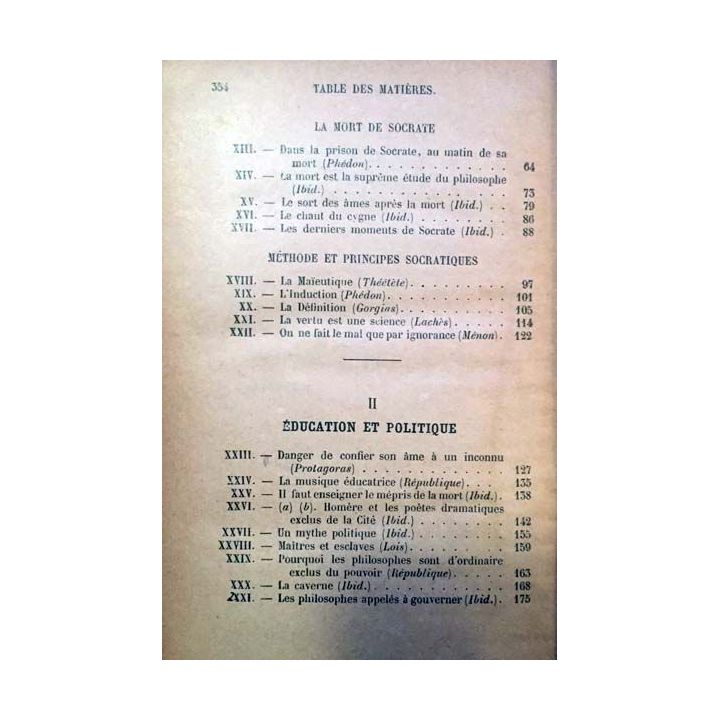 354 TABLE DES MATIÈRES.
LA MORT DE SOCRATE
XIII. — Dans la prison de Socrate, au matin de sa
mort (Phédon). . . . . . . . . . . . 64
XIV. — La mort est la suprême étude du philosophe
(Ibid.) . . . . . . . . . . . . . . 73
XV. — Le sort des âmes après la mort (Ibid.) . . 79
XVI. — Le chant du cygne (Ibid.) . . . . . . . 86
XVII. — Les derniers moments de Socrate (Ibid.) . 88
MÉTHODE ET PRINCIPES SOCRATIQUES
XVIII. — La Maïeutique (Théétète). . . . . . . . 97
XIX. — L'Induction (Phédon). . . . . . . . . . 101
XX. — La Définition (Gorgias). . . . . . . . . 105
XXI. — La vertu est une science (Lachès). . . . . 114
XXII. — On ne fait le mal que par ignorance (Ménon). 122
II
ÉDUCATION ET POLITIQUE
XXIII. — Danger de confier son âme à un inconnu
(Protagoras) . . . . . . . . . . . . 127
XXIV. — La musique éducatrice (République). . . 135
XXV. — Il faut enseigner le mépris de la mort (Ibid.). 138
XXVI. — (a) (b). Homère et les poètes dramatiques
exclus de la Cité (Ibid.) . . . . . . . 142
XXVII. — Un mythe politique (Ibid.) . . . . . . . 155
XXVIII. — Maîtres et esclaves (Lois). . . . . . . . 159
XXIX. — Pourquoi les philosophes sont d'ordinaire
exclus du pouvoir (République). . . . . 163
XXX. — La caverne (Ibid.) . . . . . . . . . . . 168
XXXI. — Les philosophes appelés à gouverner (Ibid.). 175